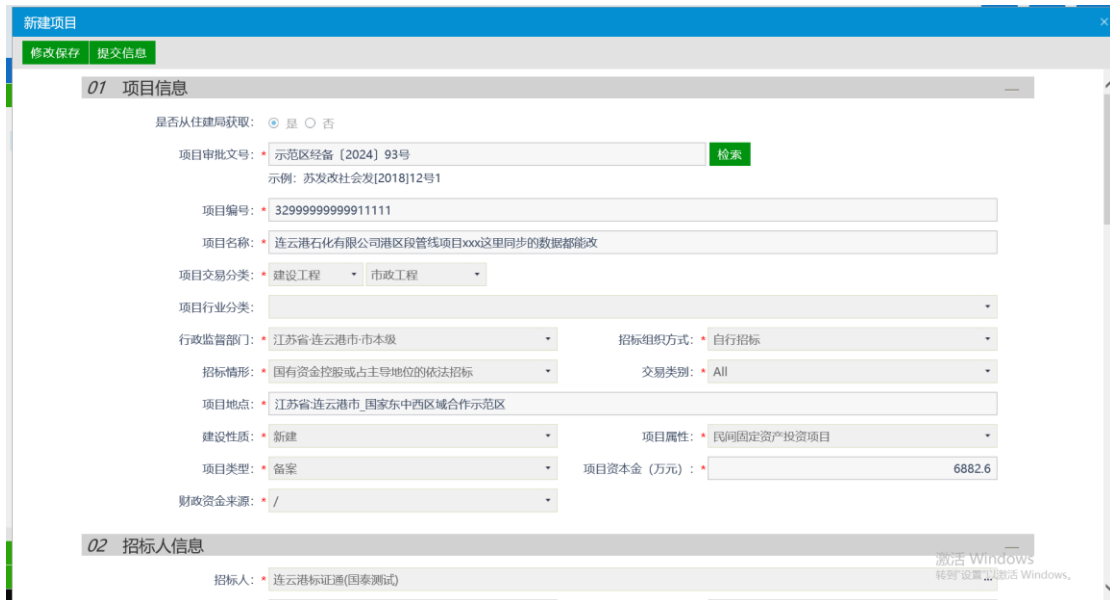 新建项目
修改保存 提交信息
01 项目信息
是否从住建局获取: 是 否
项目审批文号: * 示范区经备〔2024〕93号 检索
示例: 苏发改社会发[2018]12号1
项目编号: * 32999999999911111
项目名称: * 连云港石化有限公司港区段管线项目xxx这里同步的数据都能改
项目交易分类: * 建设工程 市政工程
项目行业分类:
行政监督部门: * 江苏省·连云港市·市本级 招标组织方式: * 自行招标
招标情形: * 国有资金控股或占主导地位的依法招标 交易类别: * All
项目地点: * 江苏省·连云港市_国家东中西区域合作示范区
建设性质: * 新建 项目属性: * 民间固定资产投资项目
项目类型: * 备案 项目资本金（万元）: * 6882.6
财政资金来源: * /
02 招标人信息
招标人: * 连云港标证通(国泰测试) ...
激活 Windows
转到"设置"以激活 Windows。